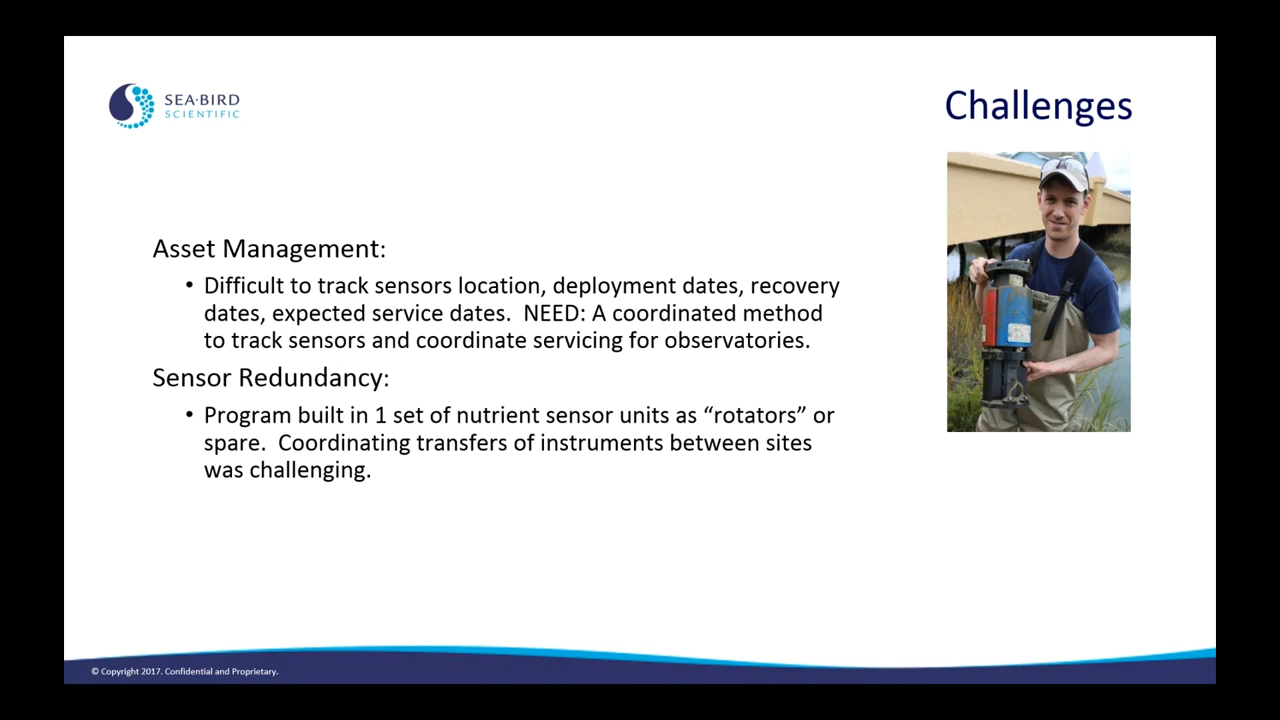 SEA·BIRD
SCIENTIFIC
Challenges
Asset Management:
• Difficult to track sensors location, deployment dates, recovery
dates, expected service dates.  NEED: A coordinated method
to track sensors and coordinate servicing for observatories.
Sensor Redundancy:
• Program built in 1 set of nutrient sensor units as “rotators” or
spare.  Coordinating transfers of instruments between sites
was challenging.
© Copyright 2017. Confidential and Proprietary.